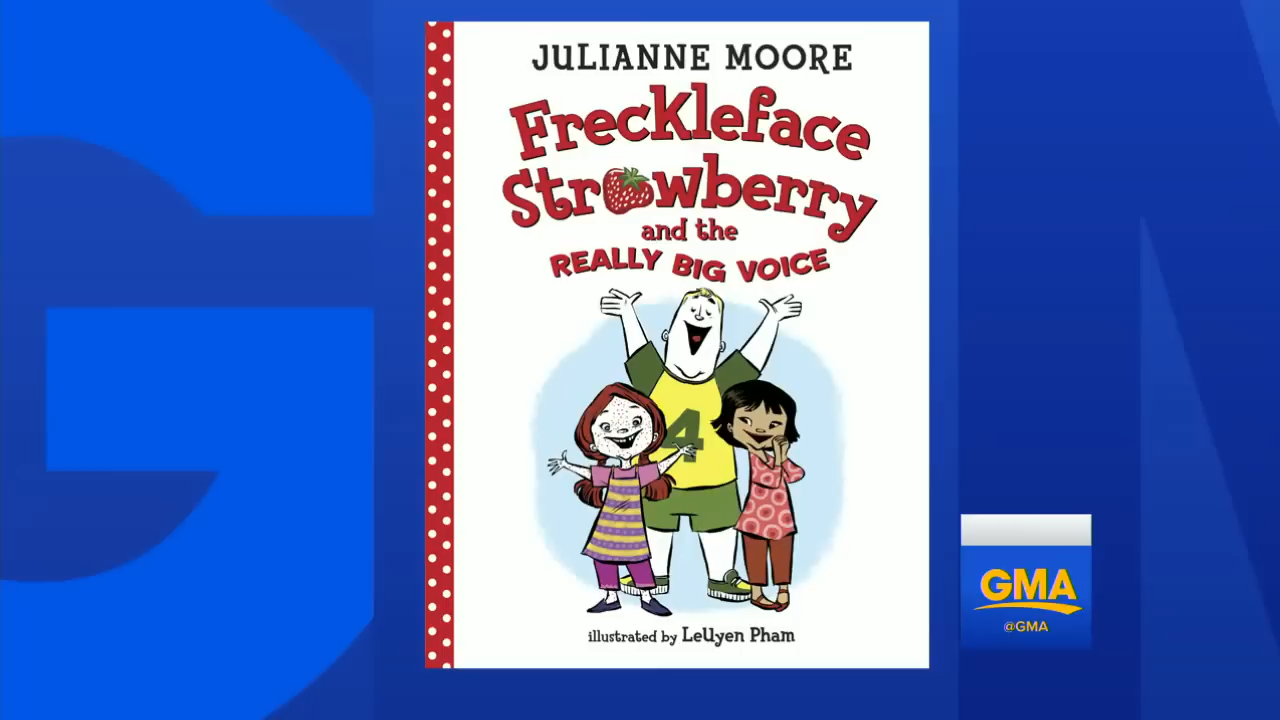 JULIANNE MOORE
Freckleface
Strawberry
and the
REALLY BIG VOICE
4
illustrated by LeUyen Pham
GMA
@GMA